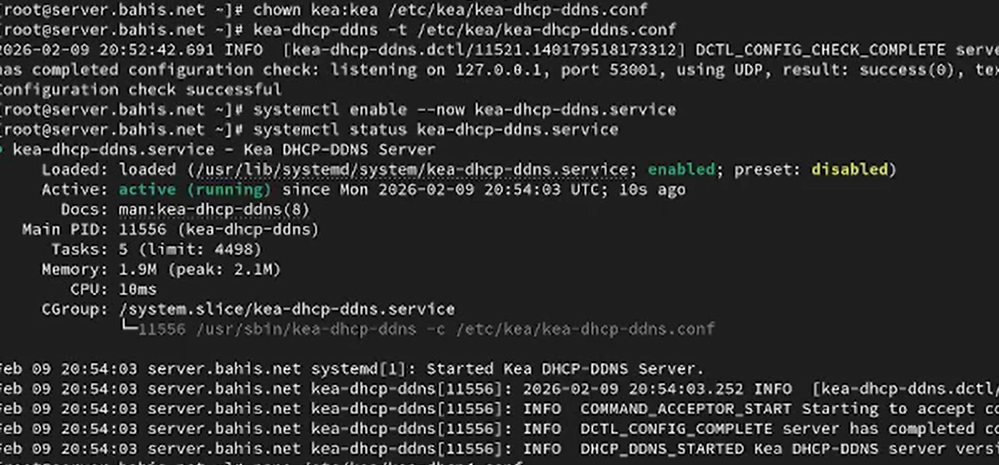 [root@server.bahis.net ~]# chown kea:kea /etc/kea/kea-dhcp-ddns.conf
[root@server.bahis.net ~]# kea-dhcp-ddns -t /etc/kea/kea-dhcp-ddns.conf
2026-02-09 20:52:42.691 INFO  [kea-dhcp-ddns.dctl/11521.140179518173312] DCTL_CONFIG_CHECK_COMPLETE serve
has completed configuration check: listening on 127.0.0.1, port 53001, using UDP, result: success(0), tex
Configuration check successful
[root@server.bahis.net ~]# systemctl enable --now kea-dhcp-ddns.service
[root@server.bahis.net ~]# systemctl status kea-dhcp-ddns.service
kea-dhcp-ddns.service - Kea DHCP-DDNS Server
Loaded: loaded (/usr/lib/systemd/system/kea-dhcp-ddns.service; enabled; preset: disabled)
Active: active (running) since Mon 2026-02-09 20:54:03 UTC; 10s ago
Docs: man:kea-dhcp-ddns(8)
Main PID: 11556 (kea-dhcp-ddns)
Tasks: 5 (limit: 4498)
Memory: 1.9M (peak: 2.1M)
CPU: 10ms
CGroup: /system.slice/kea-dhcp-ddns.service
└─11556 /usr/sbin/kea-dhcp-ddns -c /etc/kea/kea-dhcp-ddns.conf
Feb 09 20:54:03 server.bahis.net systemd[1]: Started Kea DHCP-DDNS Server.
Feb 09 20:54:03 server.bahis.net kea-dhcp-ddns[11556]: 2026-02-09 20:54:03.252 INFO  [kea-dhcp-ddns.dctl/
Feb 09 20:54:03 server.bahis.net kea-dhcp-ddns[11556]: INFO  COMMAND_ACCEPTOR_START Starting to accept co
Feb 09 20:54:03 server.bahis.net kea-dhcp-ddns[11556]: INFO  DCTL_CONFIG_COMPLETE server has completed co
Feb 09 20:54:03 server.bahis.net kea-dhcp-ddns[11556]: INFO  DHCP_DDNS_STARTED Kea DHCP-DDNS server versi